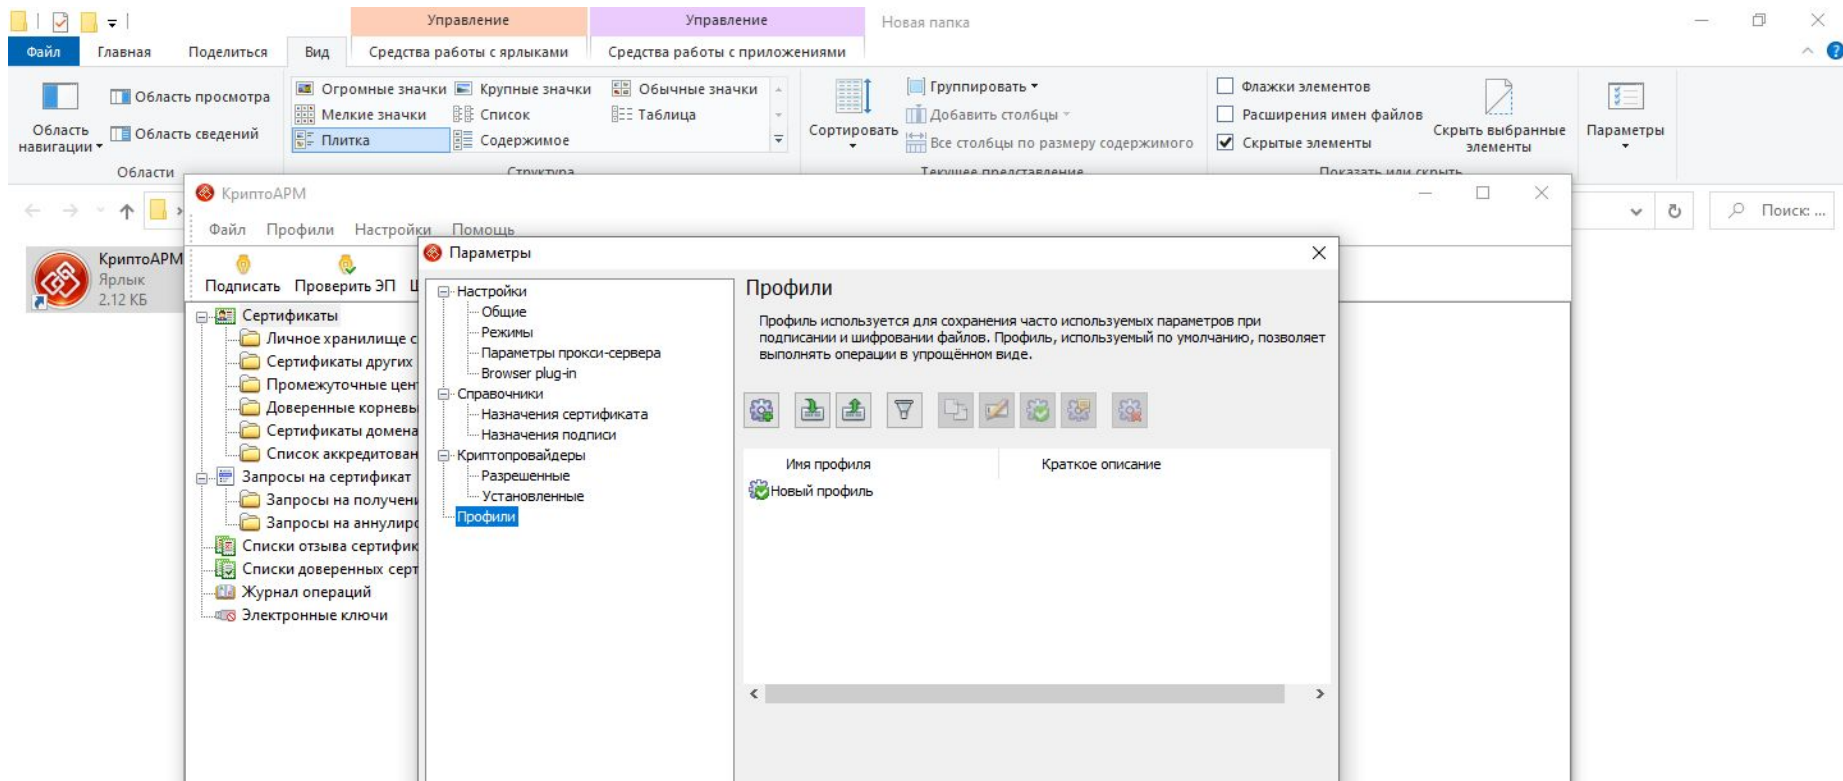 Управление
Управление
Новая папка
Файл
Главная
Поделиться
Вид
Средства работы с ярлыками
Средства работы с приложениями
Область навигации
Область просмотра
Область сведений
Области
Огромные значки
Крупные значки
Обычные значки
Мелкие значки
Список
Таблица
Плитка
Содержимое
Структура
Сортировать
Группировать
Добавить столбцы
Все столбцы по размеру содержимого
Текущее представление
Флажки элементов
Расширения имен файлов
Скрытые элементы
Скрыть выбранные
элементы
Показать или скрыть
Параметры
Поиск: ...
КриптоАРМ
Ярлык
2.12 КБ
КриптоАРМ
Файл
Профили
Настройки
Помощь
Подписать
Проверить ЭП
Сертификаты
Личное хранилище с
Сертификаты других
Промежуточные цен
Доверенные корневы
Сертификаты домена
Список аккредитован
Запросы на сертификат
Запросы на получени
Запросы на аннулиро
Списки отзыва сертифик
Списки доверенных серт
Журнал операций
Электронные ключи
Параметры
Настройки
Общие
Режимы
Параметры прокси-сервера
Browser plug-in
Справочники
Назначения сертификата
Назначения подписи
Криптопровайдеры
Разрешенные
Установленные
Профили
Профили
Профиль используется для сохранения часто используемых параметров при
подписании и шифровании файлов. Профиль, используемый по умолчанию, позволяет
выполнять операции в упрощённом виде.
Имя профиля
Краткое описание
Новый профиль